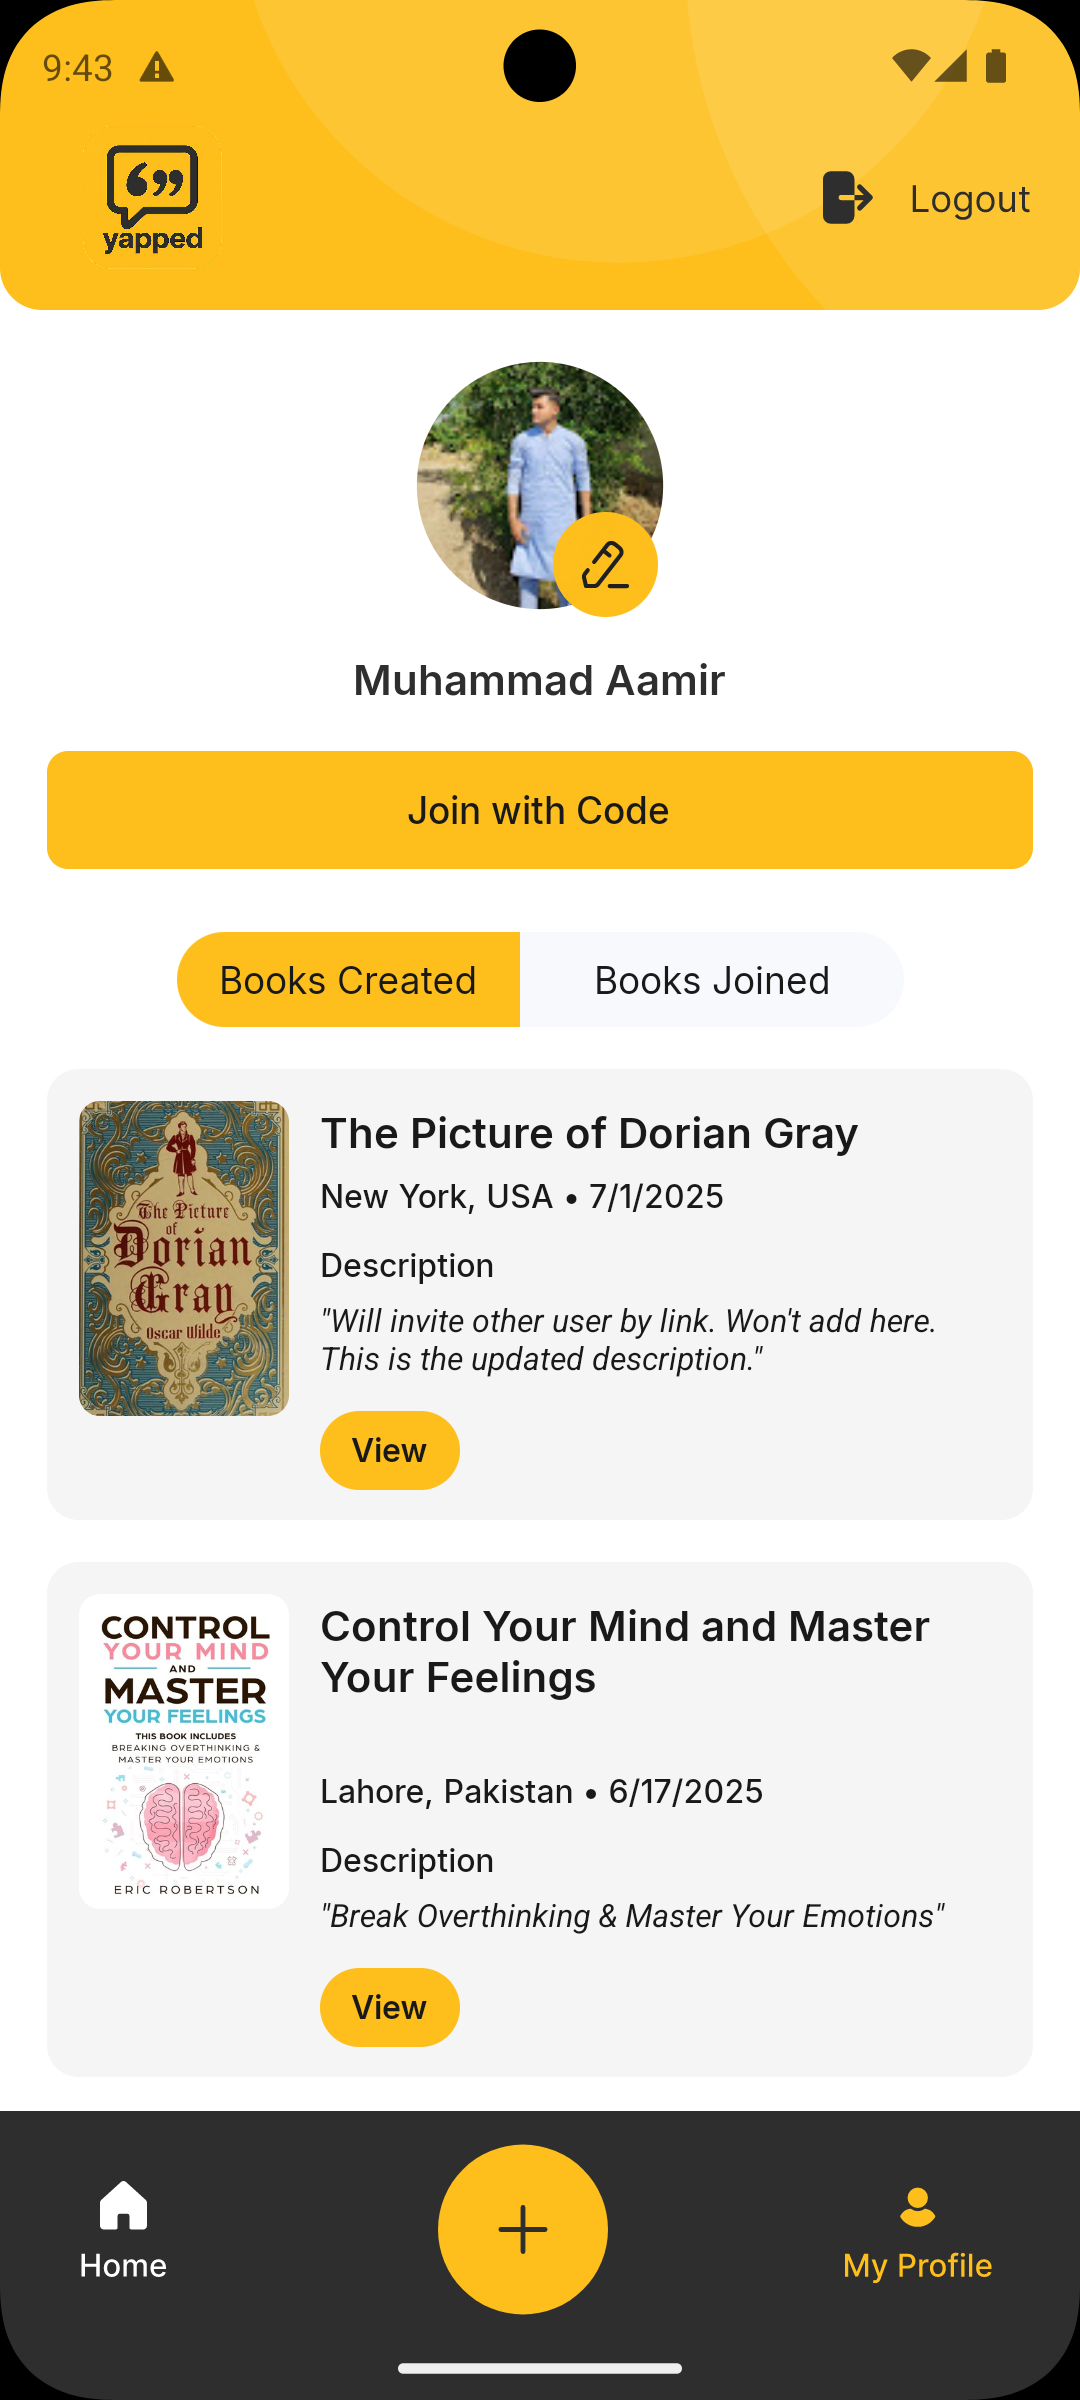 9:43
yapped
Logout
Muhammad Aamir
Join with Code
Books Created
Books Joined
The Picture
of
Dorian
Gray
Oscar Wilde
The Picture of Dorian Gray
New York, USA • 7/1/2025
Description
"Will invite other user by link. Won't add here.
This is the updated description."
View
CONTROL
YOUR MIND
AND
MASTER
YOUR FEELINGS
THIS BOOK INCLUDES
BREAKING OVERTHINKING &
MASTER YOUR EMOTIONS
ERIC ROBERTSON
Control Your Mind and Master
Your Feelings
Lahore, Pakistan • 6/17/2025
Description
"Break Overthinking & Master Your Emotions"
View
Home
My Profile